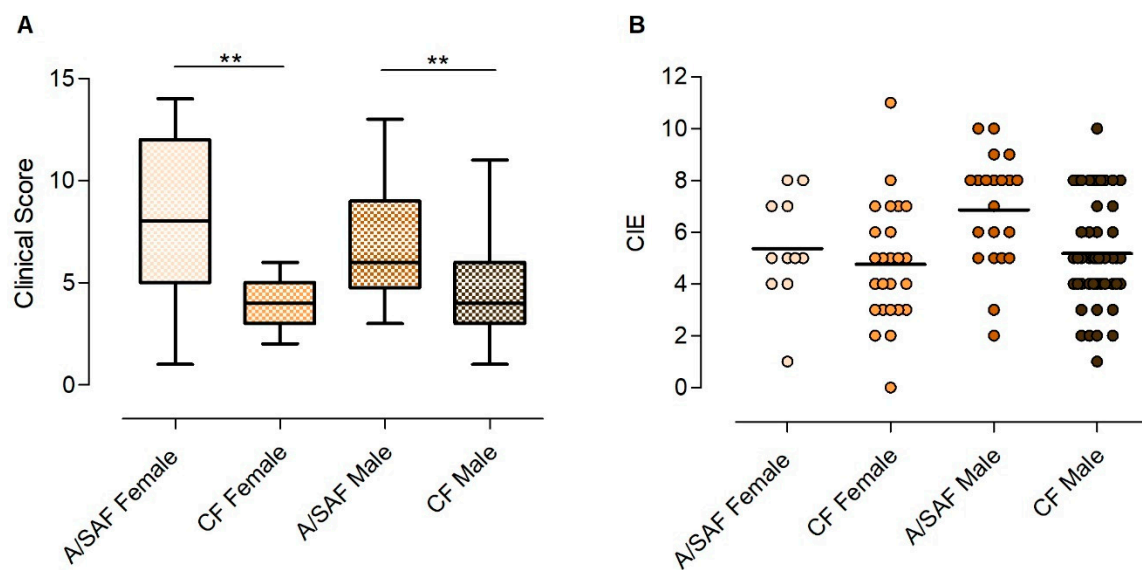 A
**
**
Clinical Score
15
10
5
0
A/SAF Female
CF Female
A/SAF Male
CF Male
B
CIE
12
10
8
6
4
2
0
A/SAF Female
CF Female
A/SAF Male
CF Male